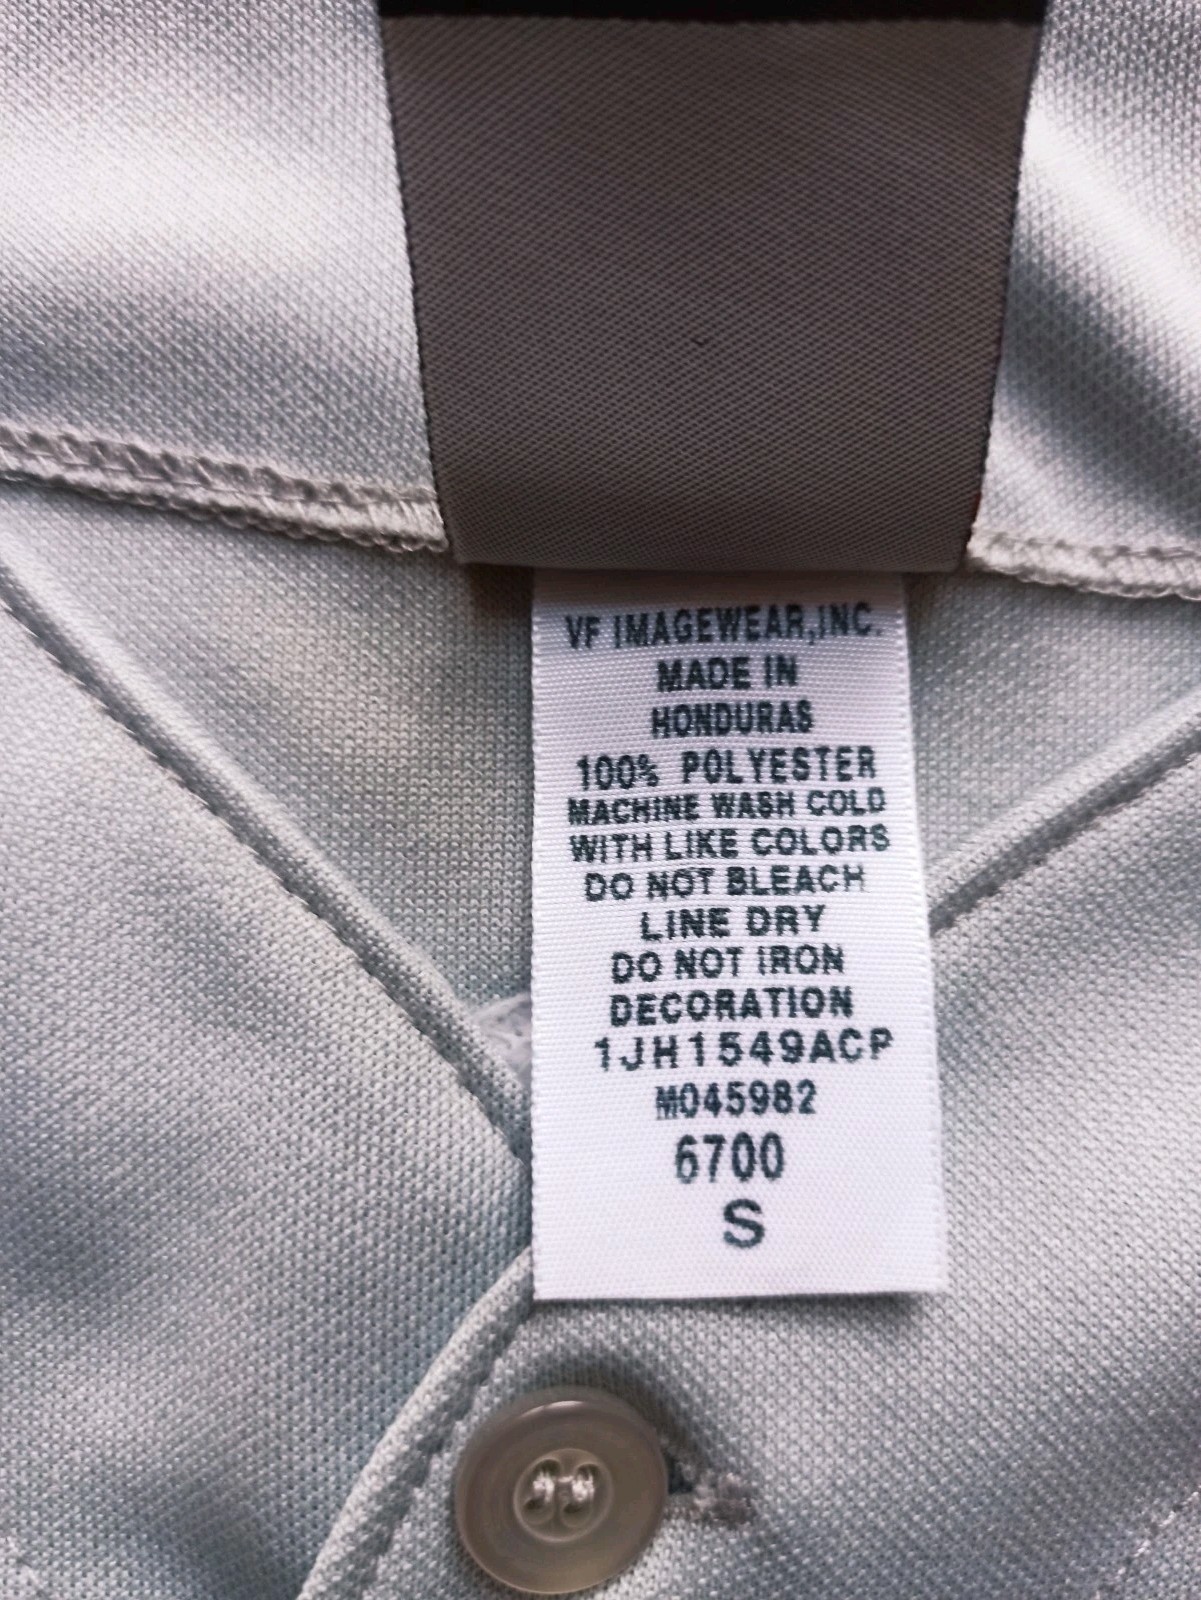 VF IMAGEWEAR,INC.
MADE IN
HONDURAS
100% POLYESTER
MACHINE WASH COLD
WITH LIKE COLORS
DO NOT BLEACH
LINE DRY
DO NOT IRON
DECORATION
1JH1549ACP
M045982
6700
S